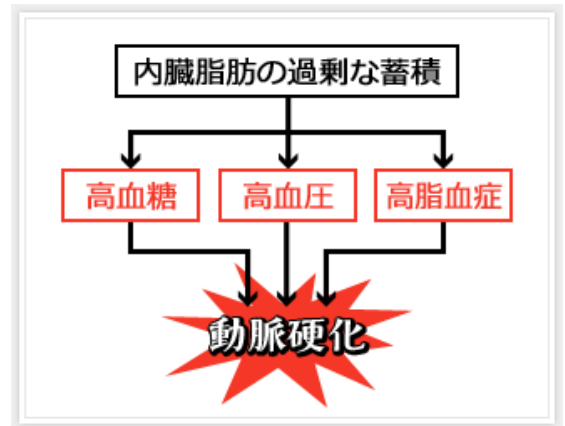 内臓脂肪の過剰な蓄積
高血糖
高血圧
高脂血症
動脈硬化